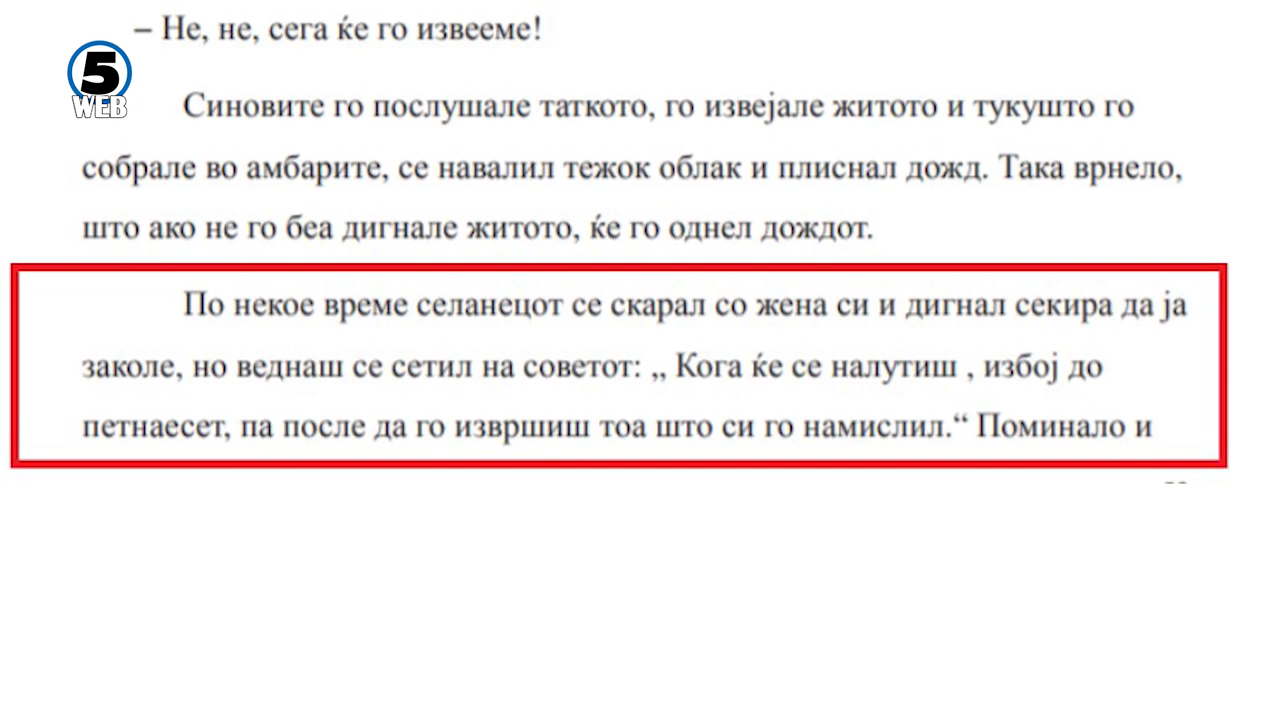 – Не, не, сега ќе го извееме!
5
WEB
Синовите го послушале таткото, го извејале житото и тукушто го
собрале во амбарите, се навалил тежок облак и плиснал дожд. Така врнело,
што ако не го беа дигнале житото, ќе го однел дождот.
По некое време селанецот се скарал со жена си и дигнал секира да ја
заколе, но веднаш се сетил на советот: „ Кога ќе се налутиш , избој до
петнаесет, па после да го извршиш тоа што си го намислил.“ Поминало и